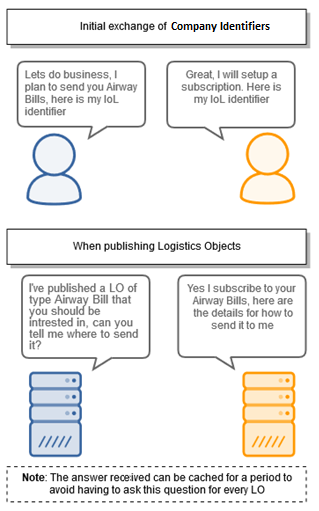 Initial exchange of Company Identifiers
Lets do business, I
plan to send you Airway
Bills, here is my IoL
identifier
Great, I will setup a
subscription. Here is
my IoL identifier
When publishing Logistics Objects
I've published a LO of
type Airway Bill that
you should be
intrested in, can you
tell me where to send
it?
Yes I subscribe to your
Airway Bills, here are
the details for how to
send it to me
Note: The answer received can be cached for a period to
avoid having to ask this question for every LO